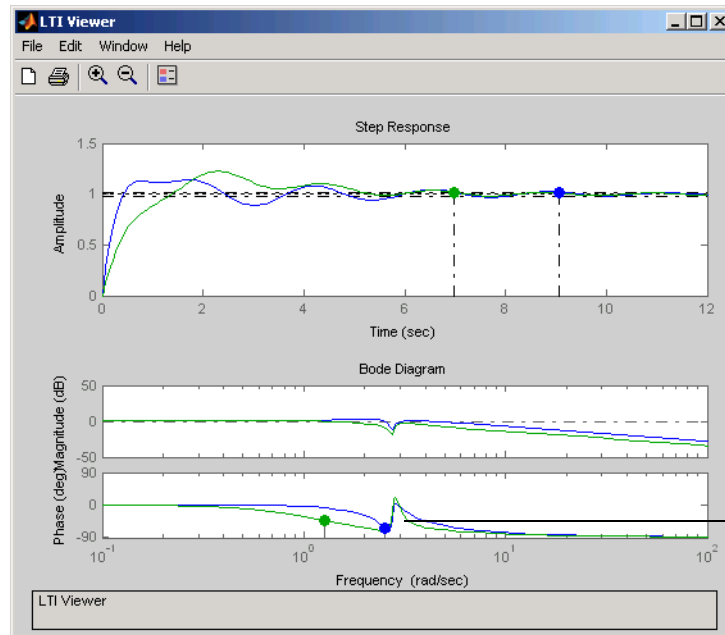 LTI Viewer
File Edit Window Help
Step Response
1.5
1
0.5
0
Amplitude
0 2 4 6 8 10 12
Time (sec)
Bode Diagram
50
0
-50
Magnitude (dB)
90
0
-90
Phase (deg)
10^-1 10^0 10^1 10^2
Frequency (rad/sec)
LTI Viewer